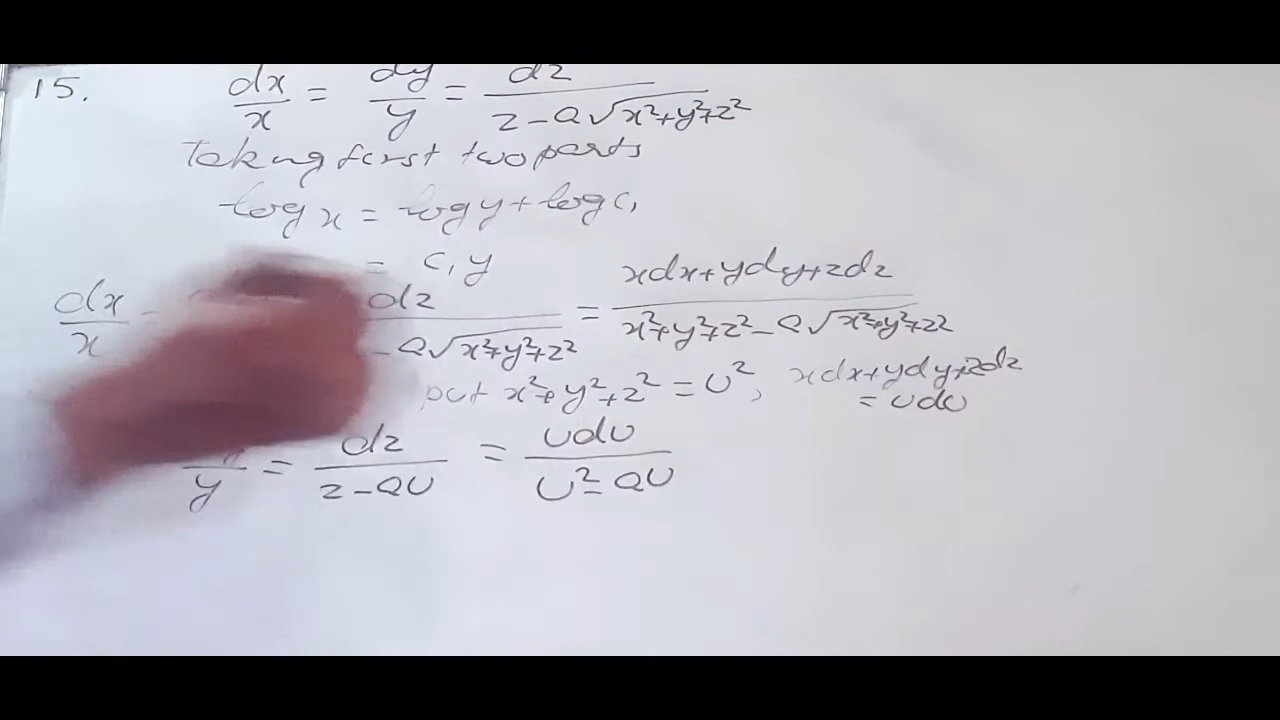 15. dx/x = dy/y = dz/z-a√x²+y²+z²
Taking first two parts
log x = log y + log c₁
= c₁y
dx/x dz/-a√x²+y²+z² = xdx+ydy+zdz/x²+y²+z²-a√x²+y²+z²
put x²+y²+z² = U², xdx+ydy+zdz
= udu
/y = dz/z-aU = UdU/U²-aU